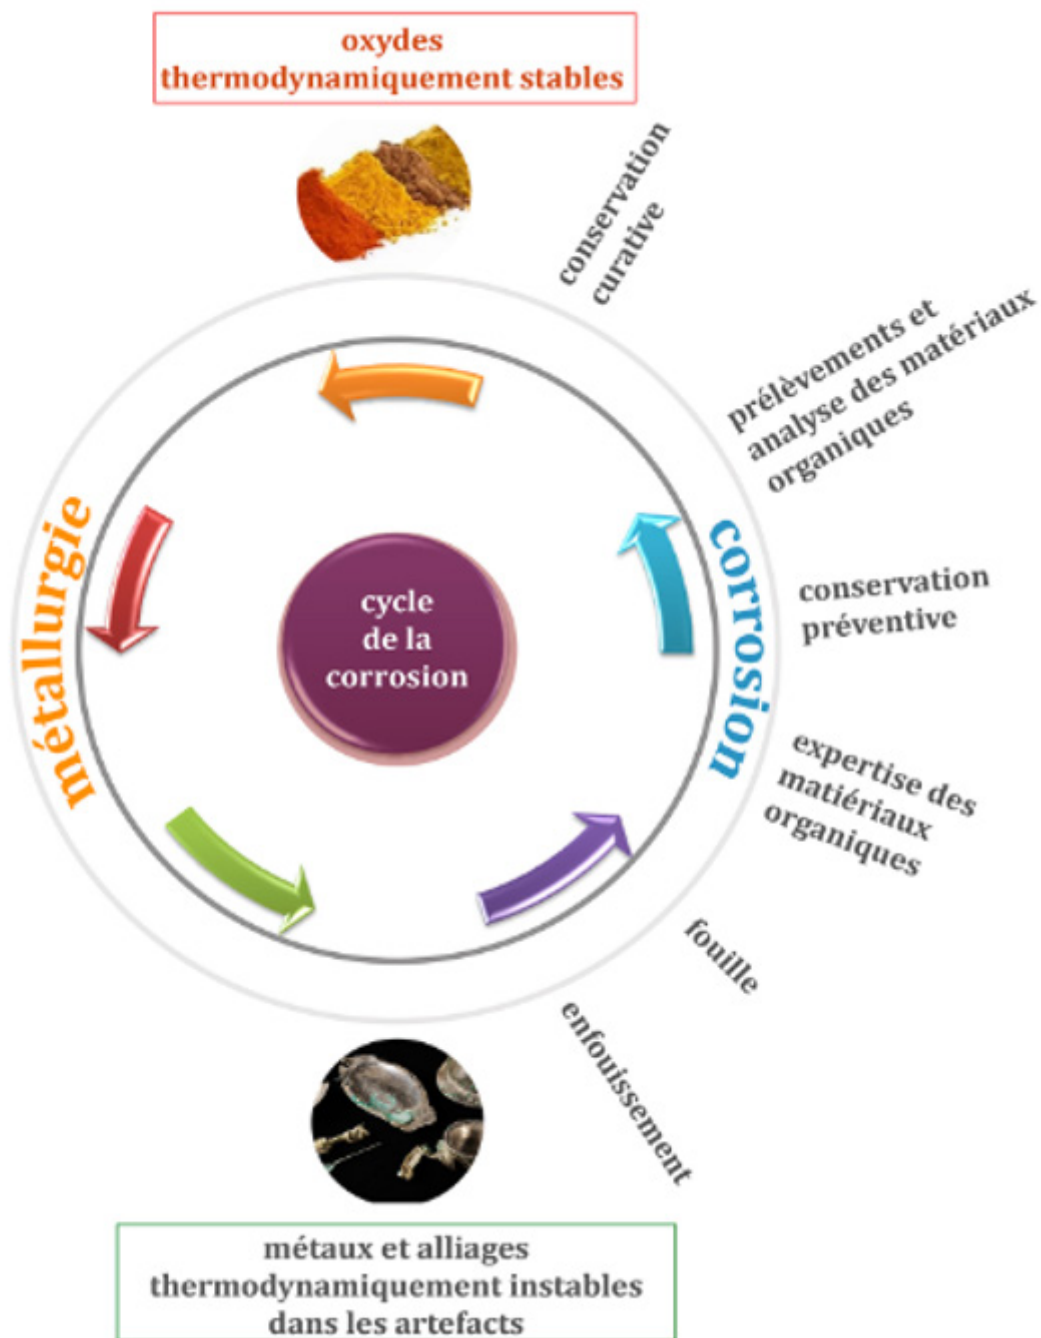 oxydes
thermodynamiquement stables
conservation
curative
prélèvements et
analyse des matériaux
organiques
métallurgie
cycle
de la
corrosion
corrosion
conservation
préventive
expertise des
matiériaux
organiques
fouille
enfouissement
métaux et alliages
thermodynamiquement instables
dans les artefacts